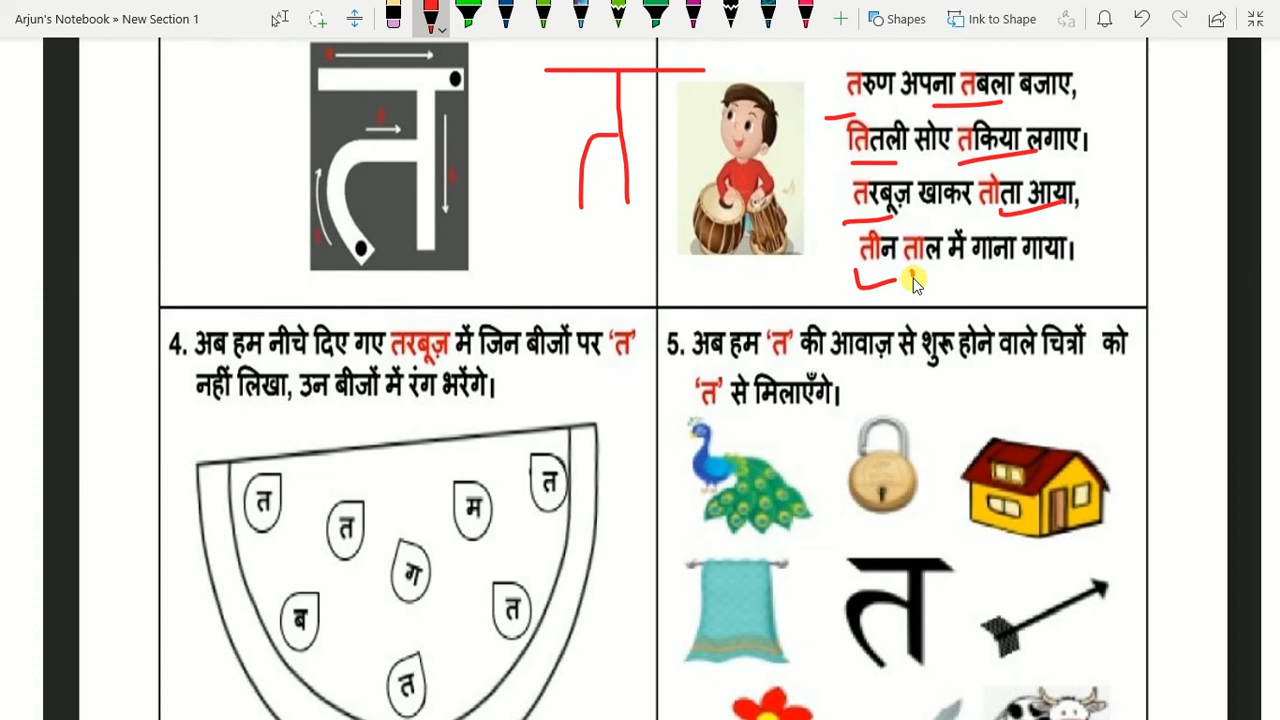 Arjun's Notebook » New Section 1
Shapes
Ink to Shape
त
तरुण अपना तबला बजाए,
तितली सोए तकिया लगाए।
तरबूज़ खाकर तोता आया,
तीन ताल में गाना गाया।
4. अब हम नीचे दिए गए तरबूज़ में जिन बीजों पर ‘त’
नहीं लिखा, उन बीजों में रंग भरेंगे।
त
त
म
त
ग
ब
त
त
5. अब हम ‘त’ की आवाज़ से शुरू होने वाले चित्रों को
‘त’ से मिलाएँगे।
त